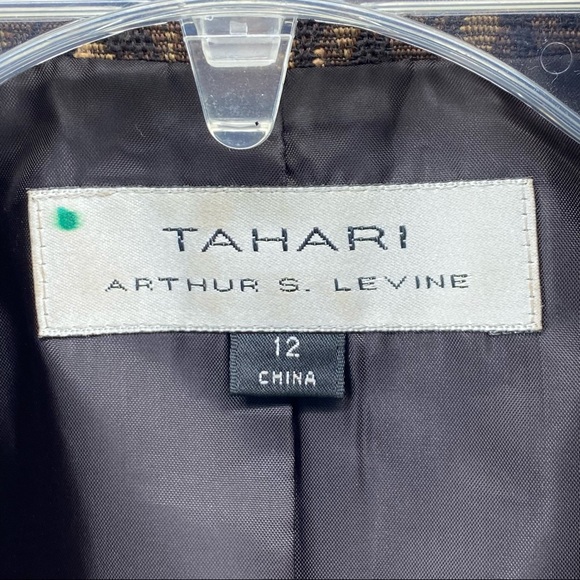 TAHARI
ARTHUR S. LEVINE
12
CHINA